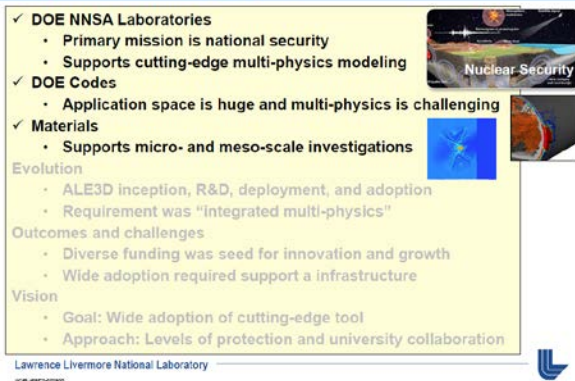 ✓ DOE NNSA Laboratories
• Primary mission is national security
• Supports cutting-edge multi-physics modeling
Nuclear Security
✓ DOE Codes
• Application space is huge and multi-physics is challenging
✓ Materials
• Supports micro- and meso-scale investigations
Evolution
• ALE3D inception, R&D, deployment, and adoption
• Requirement was “integrated multi-physics”
Outcomes and challenges
• Diverse funding was seed for innovation and growth
• Wide adoption required support a infrastructure
Vision
• Goal: Wide adoption of cutting-edge tool
• Approach: Levels of protection and university collaboration
Lawrence Livermore National Laboratory